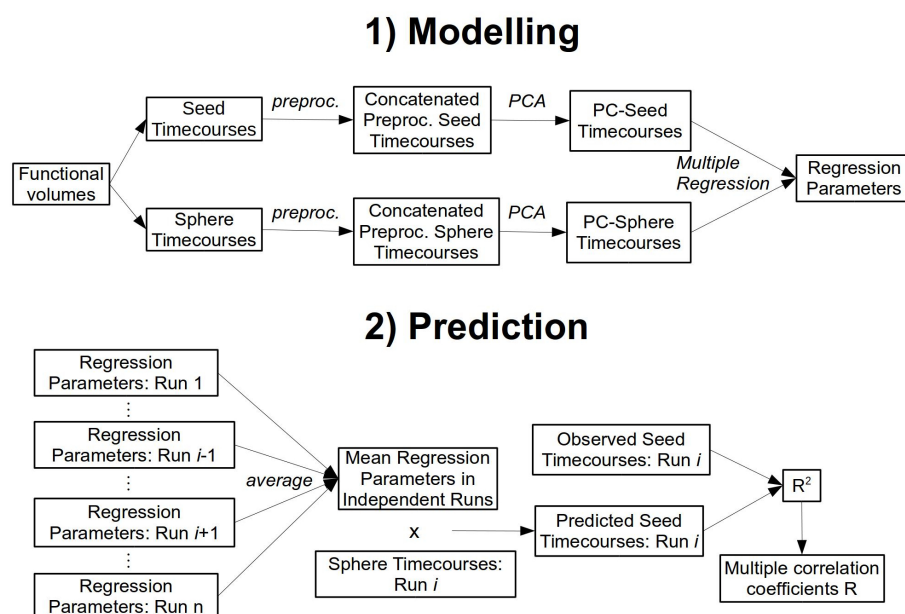 1) Modelling
Seed
Timecourses
preproc.
Concatenated
Preproc. Seed
Timecourses
PCA
PC-Seed
Timecourses
Functional
volumes
Multiple
Regression
Regression
Parameters
Sphere
Timecourses
preproc.
Concatenated
Preproc. Sphere
Timecourses
PCA
PC-Sphere
Timecourses
2) Prediction
Regression
Parameters: Run 1
⋮
Regression
Parameters: Run i-1
⋮
Regression
Parameters: Run i+1
⋮
Regression
Parameters: Run n
average
Mean Regression
Parameters in
Independent Runs
x
Sphere Timecourses:
Run i
Observed Seed
Timecourses: Run i
Predicted Seed
Timecourses: Run i
R²
Multiple correlation
coefficients R